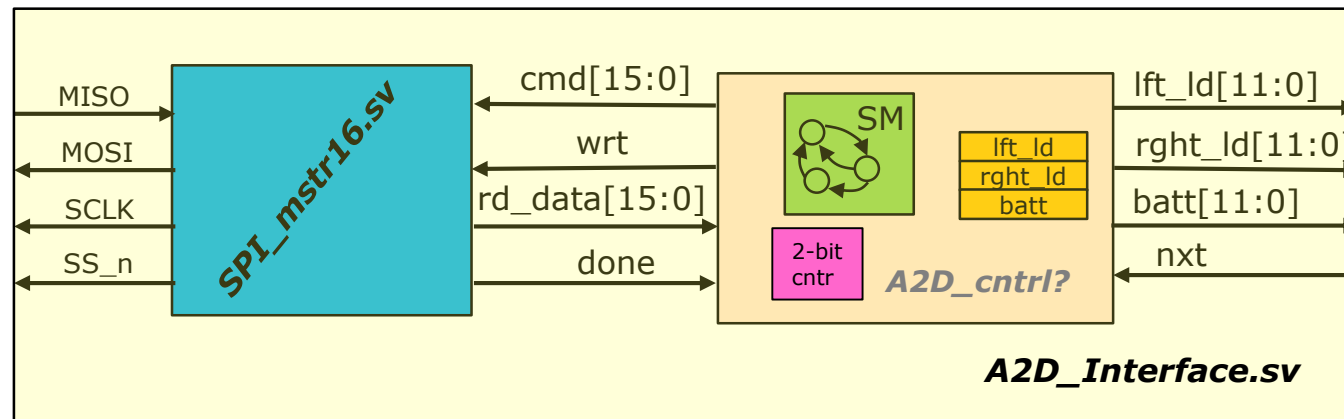 MISO
MOSI
SCLK
SS_n
SPI_mstr16.sv
cmd[15:0]
wrt
rd_data[15:0]
done
SM
2-bit
cntr
lft_ld
rght_ld
batt
A2D_cntrl?
lft_ld[11:0]
rght_ld[11:0]
batt[11:0]
nxt
A2D_Interface.sv